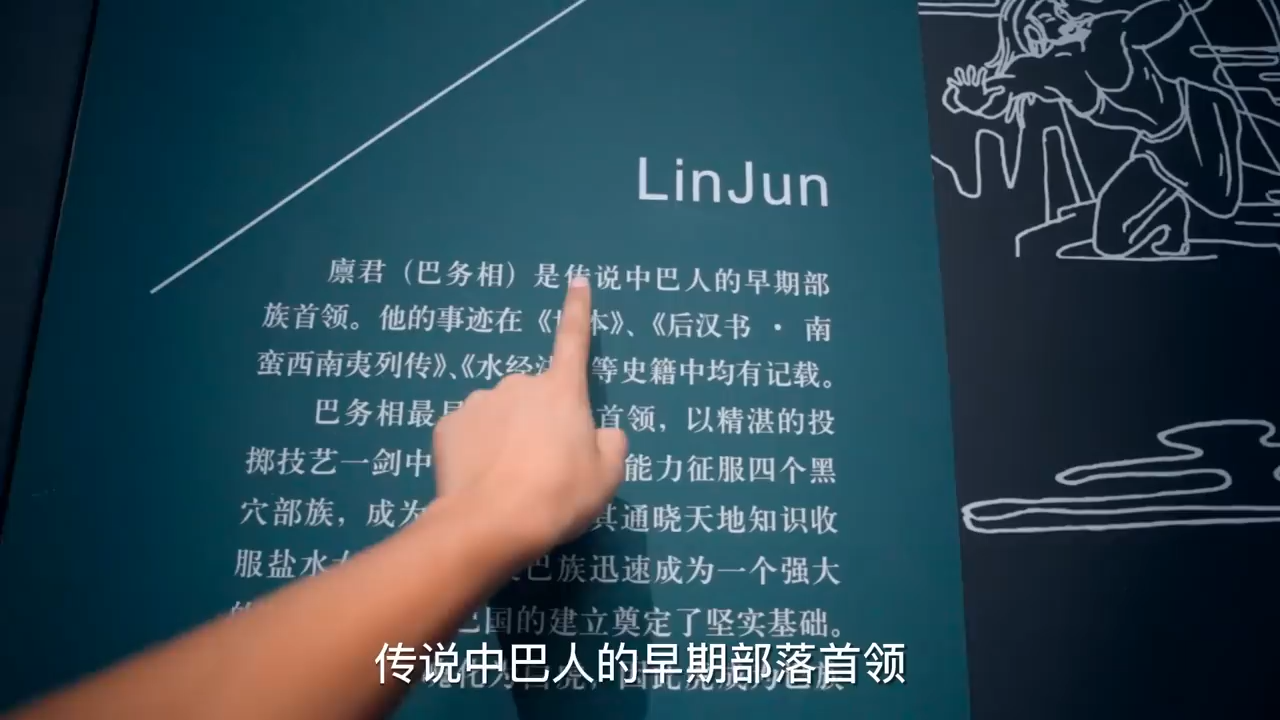 LinJun
廪君（巴务相）是传说中巴人的早期部
族首领。他的事迹在《 本》、《后汉书·南
蛮西南夷列传》、《水经 等史籍中均有记载。
巴务相最 首领，以精湛的投
掷技艺一剑中 能力征服四个黑
穴部族，成为 其通晓天地知识收
服盐水 巴族迅速成为一个强大
的 国的建立奠定了坚实基础。
传说中巴人的早期部落首领